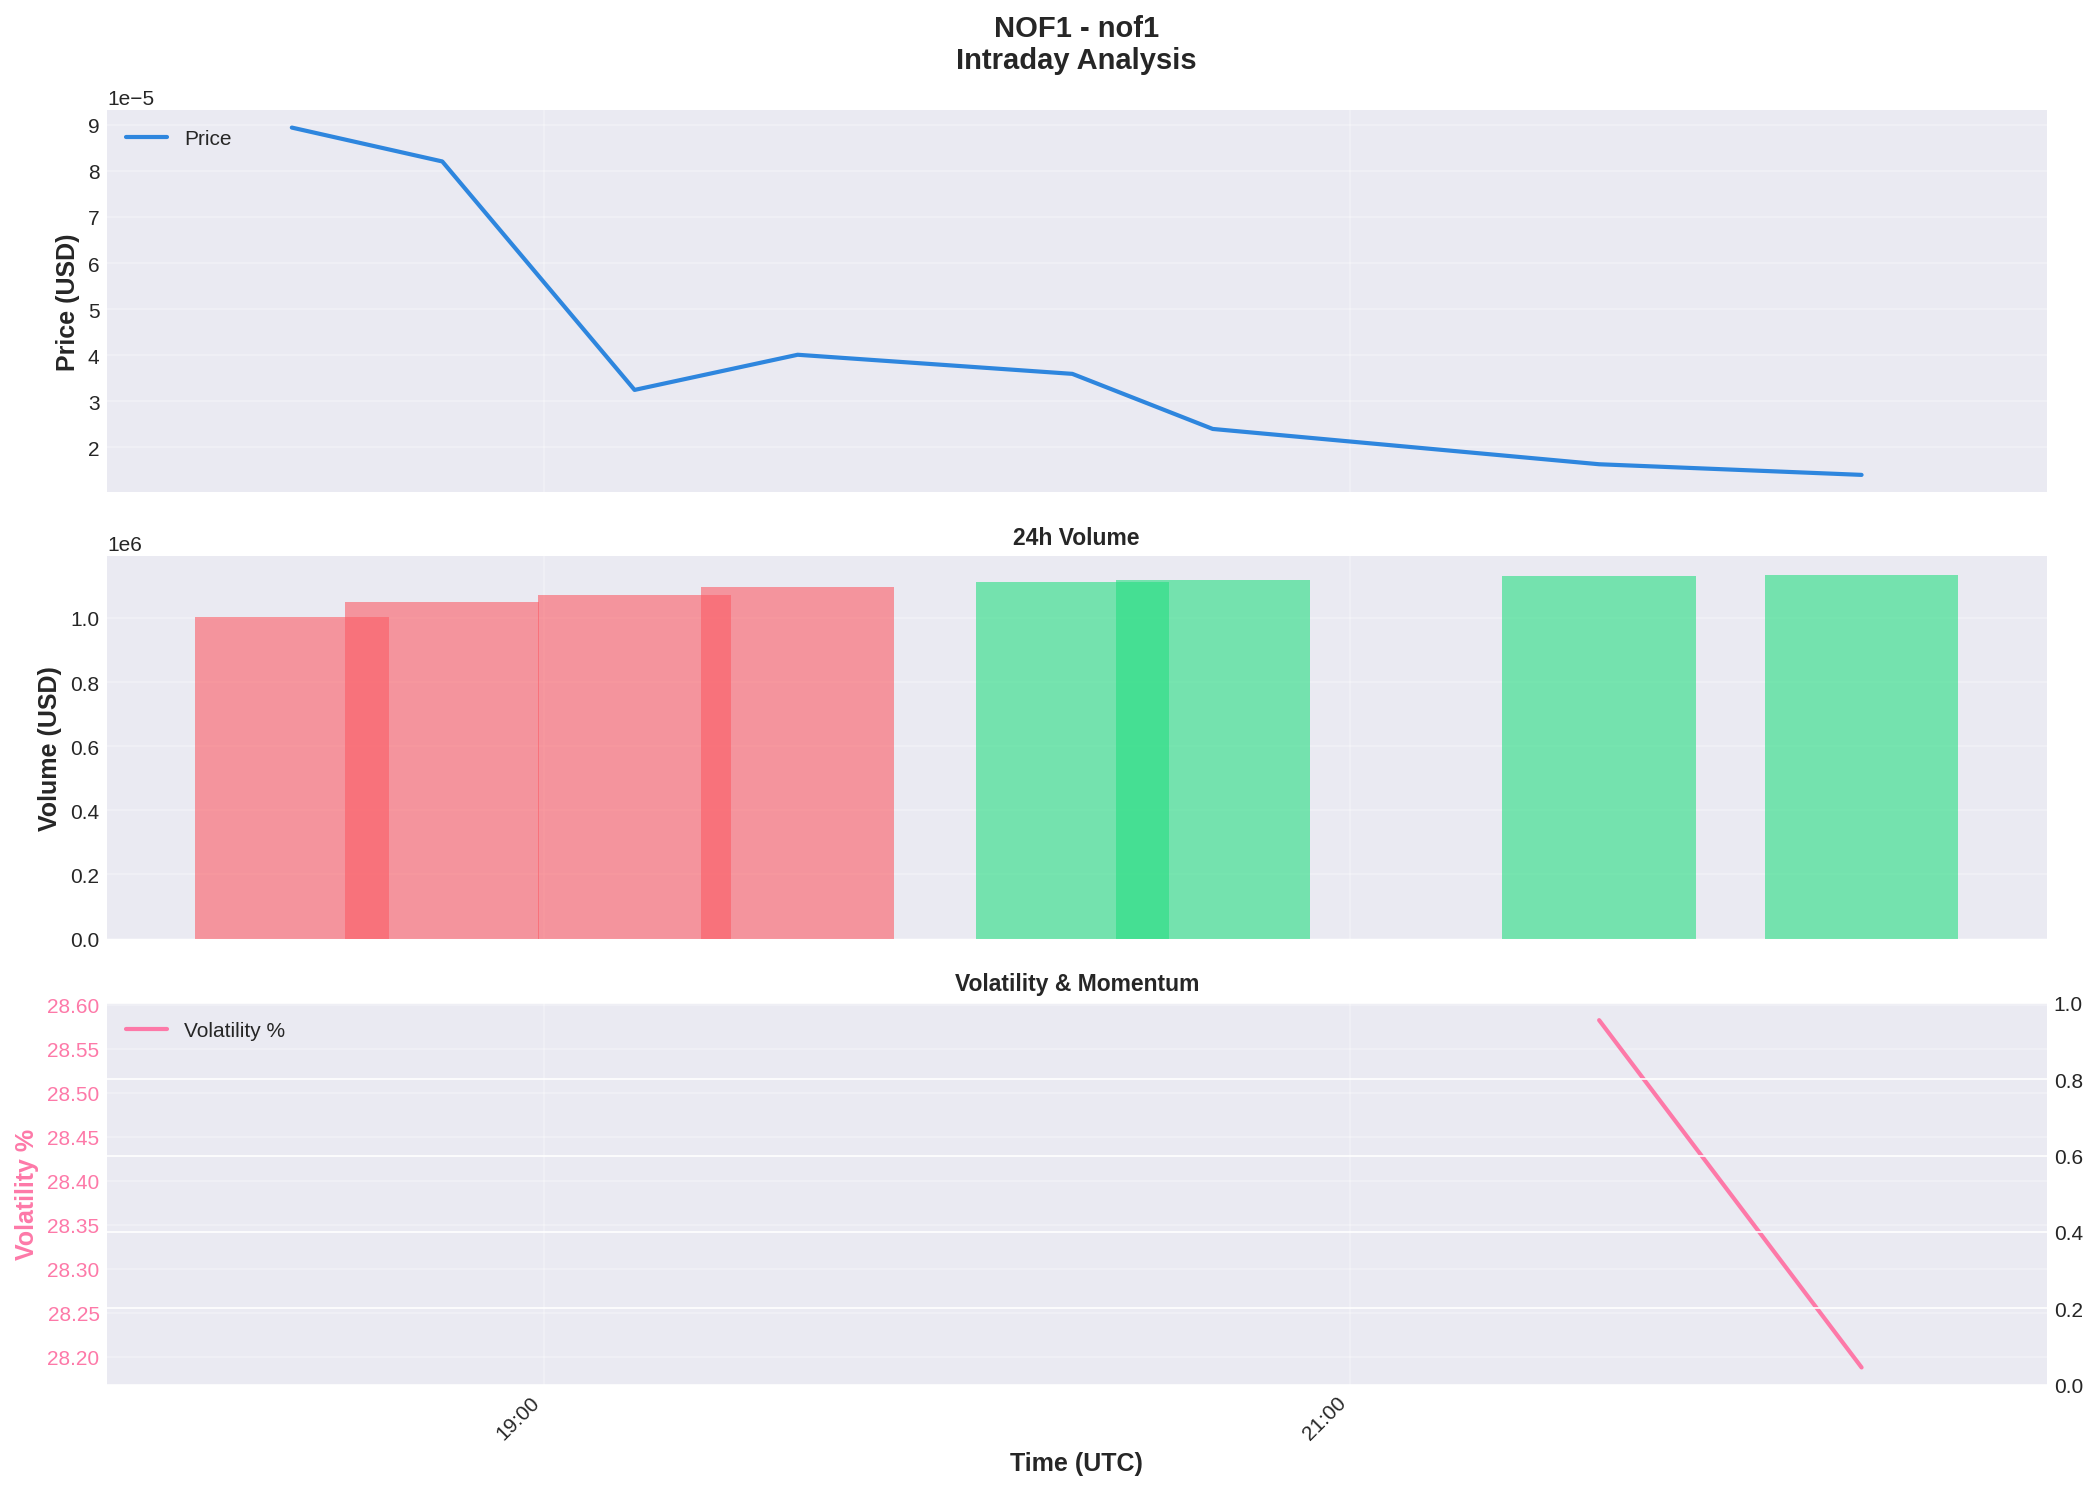 NOF1 - nof1
Intraday Analysis
1e−5
Price
9
8
7
6
5
4
3
2
Price (USD)
24h Volume
1e6
1.0
0.8
0.6
0.4
0.2
0.0
Volume (USD)
Volatility & Momentum
Volatility %
28.60
28.55
28.50
28.45
28.40
28.35
28.30
28.25
28.20
Volatility %
1.0
0.8
0.6
0.4
0.2
0.0
19:00
21:00
Time (UTC)